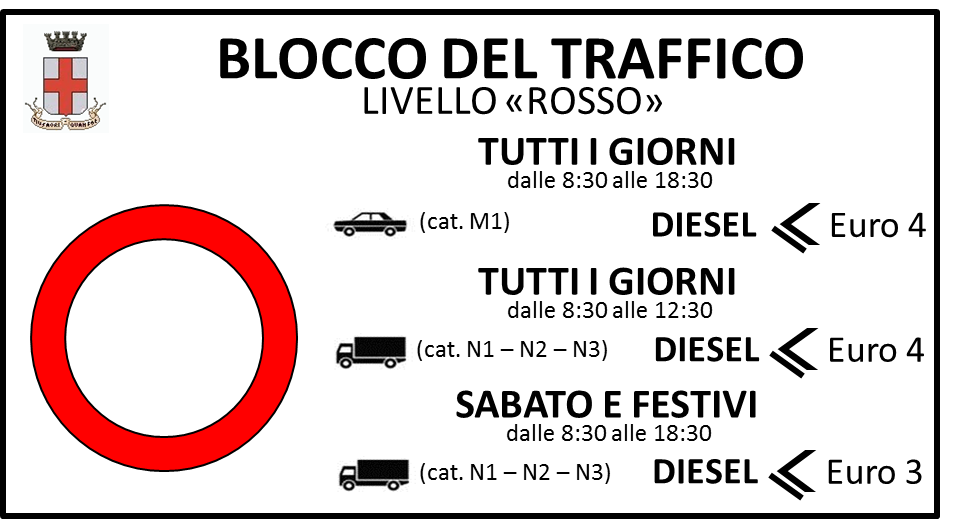 BLOCCO DEL TRAFFICO
LIVELLO «ROSSO»
TUTTI I GIORNI
dalle 8:30 alle 18:30
(cat. M1) DIESEL ≤ Euro 4
TUTTI I GIORNI
dalle 8:30 alle 12:30
(cat. N1 – N2 – N3) DIESEL ≤ Euro 4
SABATO E FESTIVI
dalle 8:30 alle 18:30
(cat. N1 – N2 – N3) DIESEL ≤ Euro 3